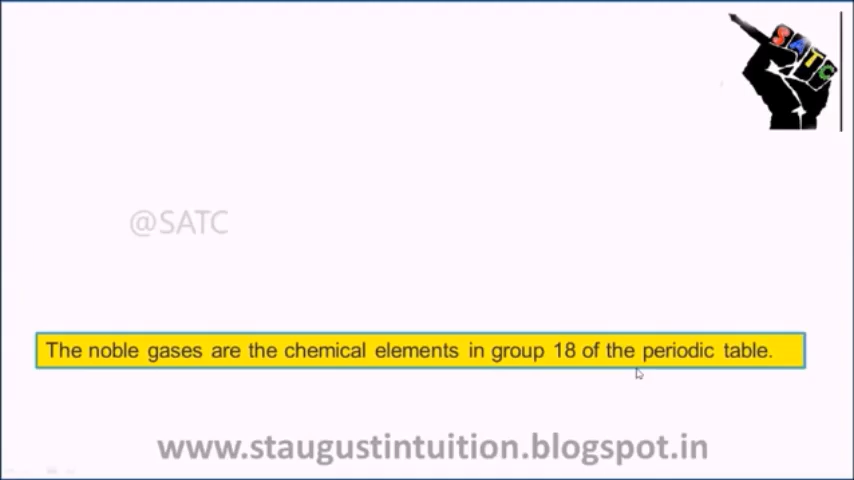 SATC
@SATC
The noble gases are the chemical elements in group 18 of the periodic table.
www.staugustintuition.blogspot.in